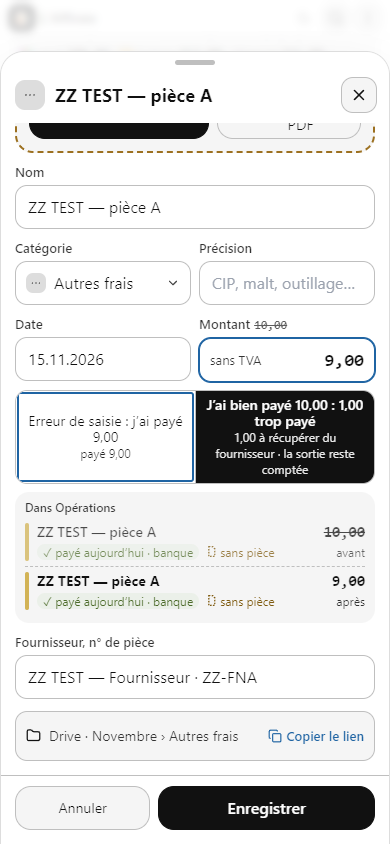 ZZ TEST — pièce A
PDF
Nom
ZZ TEST — pièce A
Catégorie
Précision
Autres frais
CIP, malt, outillage...
Date
Montant 10,00
15.11.2026
sans TVA
9,00
Erreur de saisie : j'ai payé
9,00
payé 9,00
J'ai bien payé 10,00 : 1,00
trop payé
1,00 à récupérer du
fournisseur · la sortie reste
comptée
Dans Opérations
ZZ TEST — pièce A
10,00
✓ payé aujourd'hui · banque
sans pièce
avant
ZZ TEST — pièce A
9,00
✓ payé aujourd'hui · banque
sans pièce
après
Fournisseur, n° de pièce
ZZ TEST — Fournisseur · ZZ-FNA
Drive · Novembre › Autres frais
Copier le lien
Annuler
Enregistrer